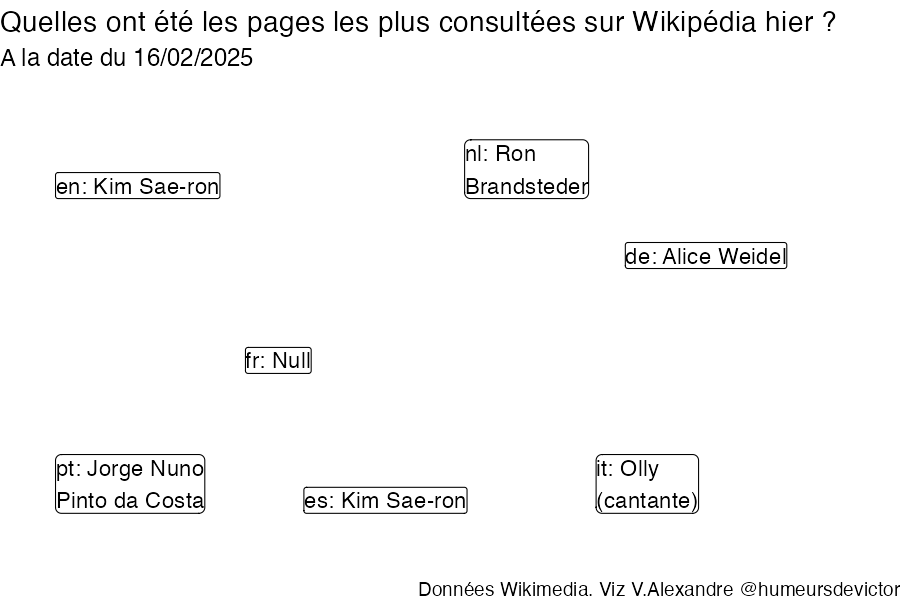 Quelles ont été les pages les plus consultées sur Wikipédia hier ?
A la date du 16/02/2025
nl: Ron
Brandsteder
en: Kim Sae-ron
de: Alice Weidel
fr: Null
pt: Jorge Nuno
Pinto da Costa
es: Kim Sae-ron
it: Olly
(cantante)
Données Wikimedia. Viz V.Alexandre @humeursdevictor